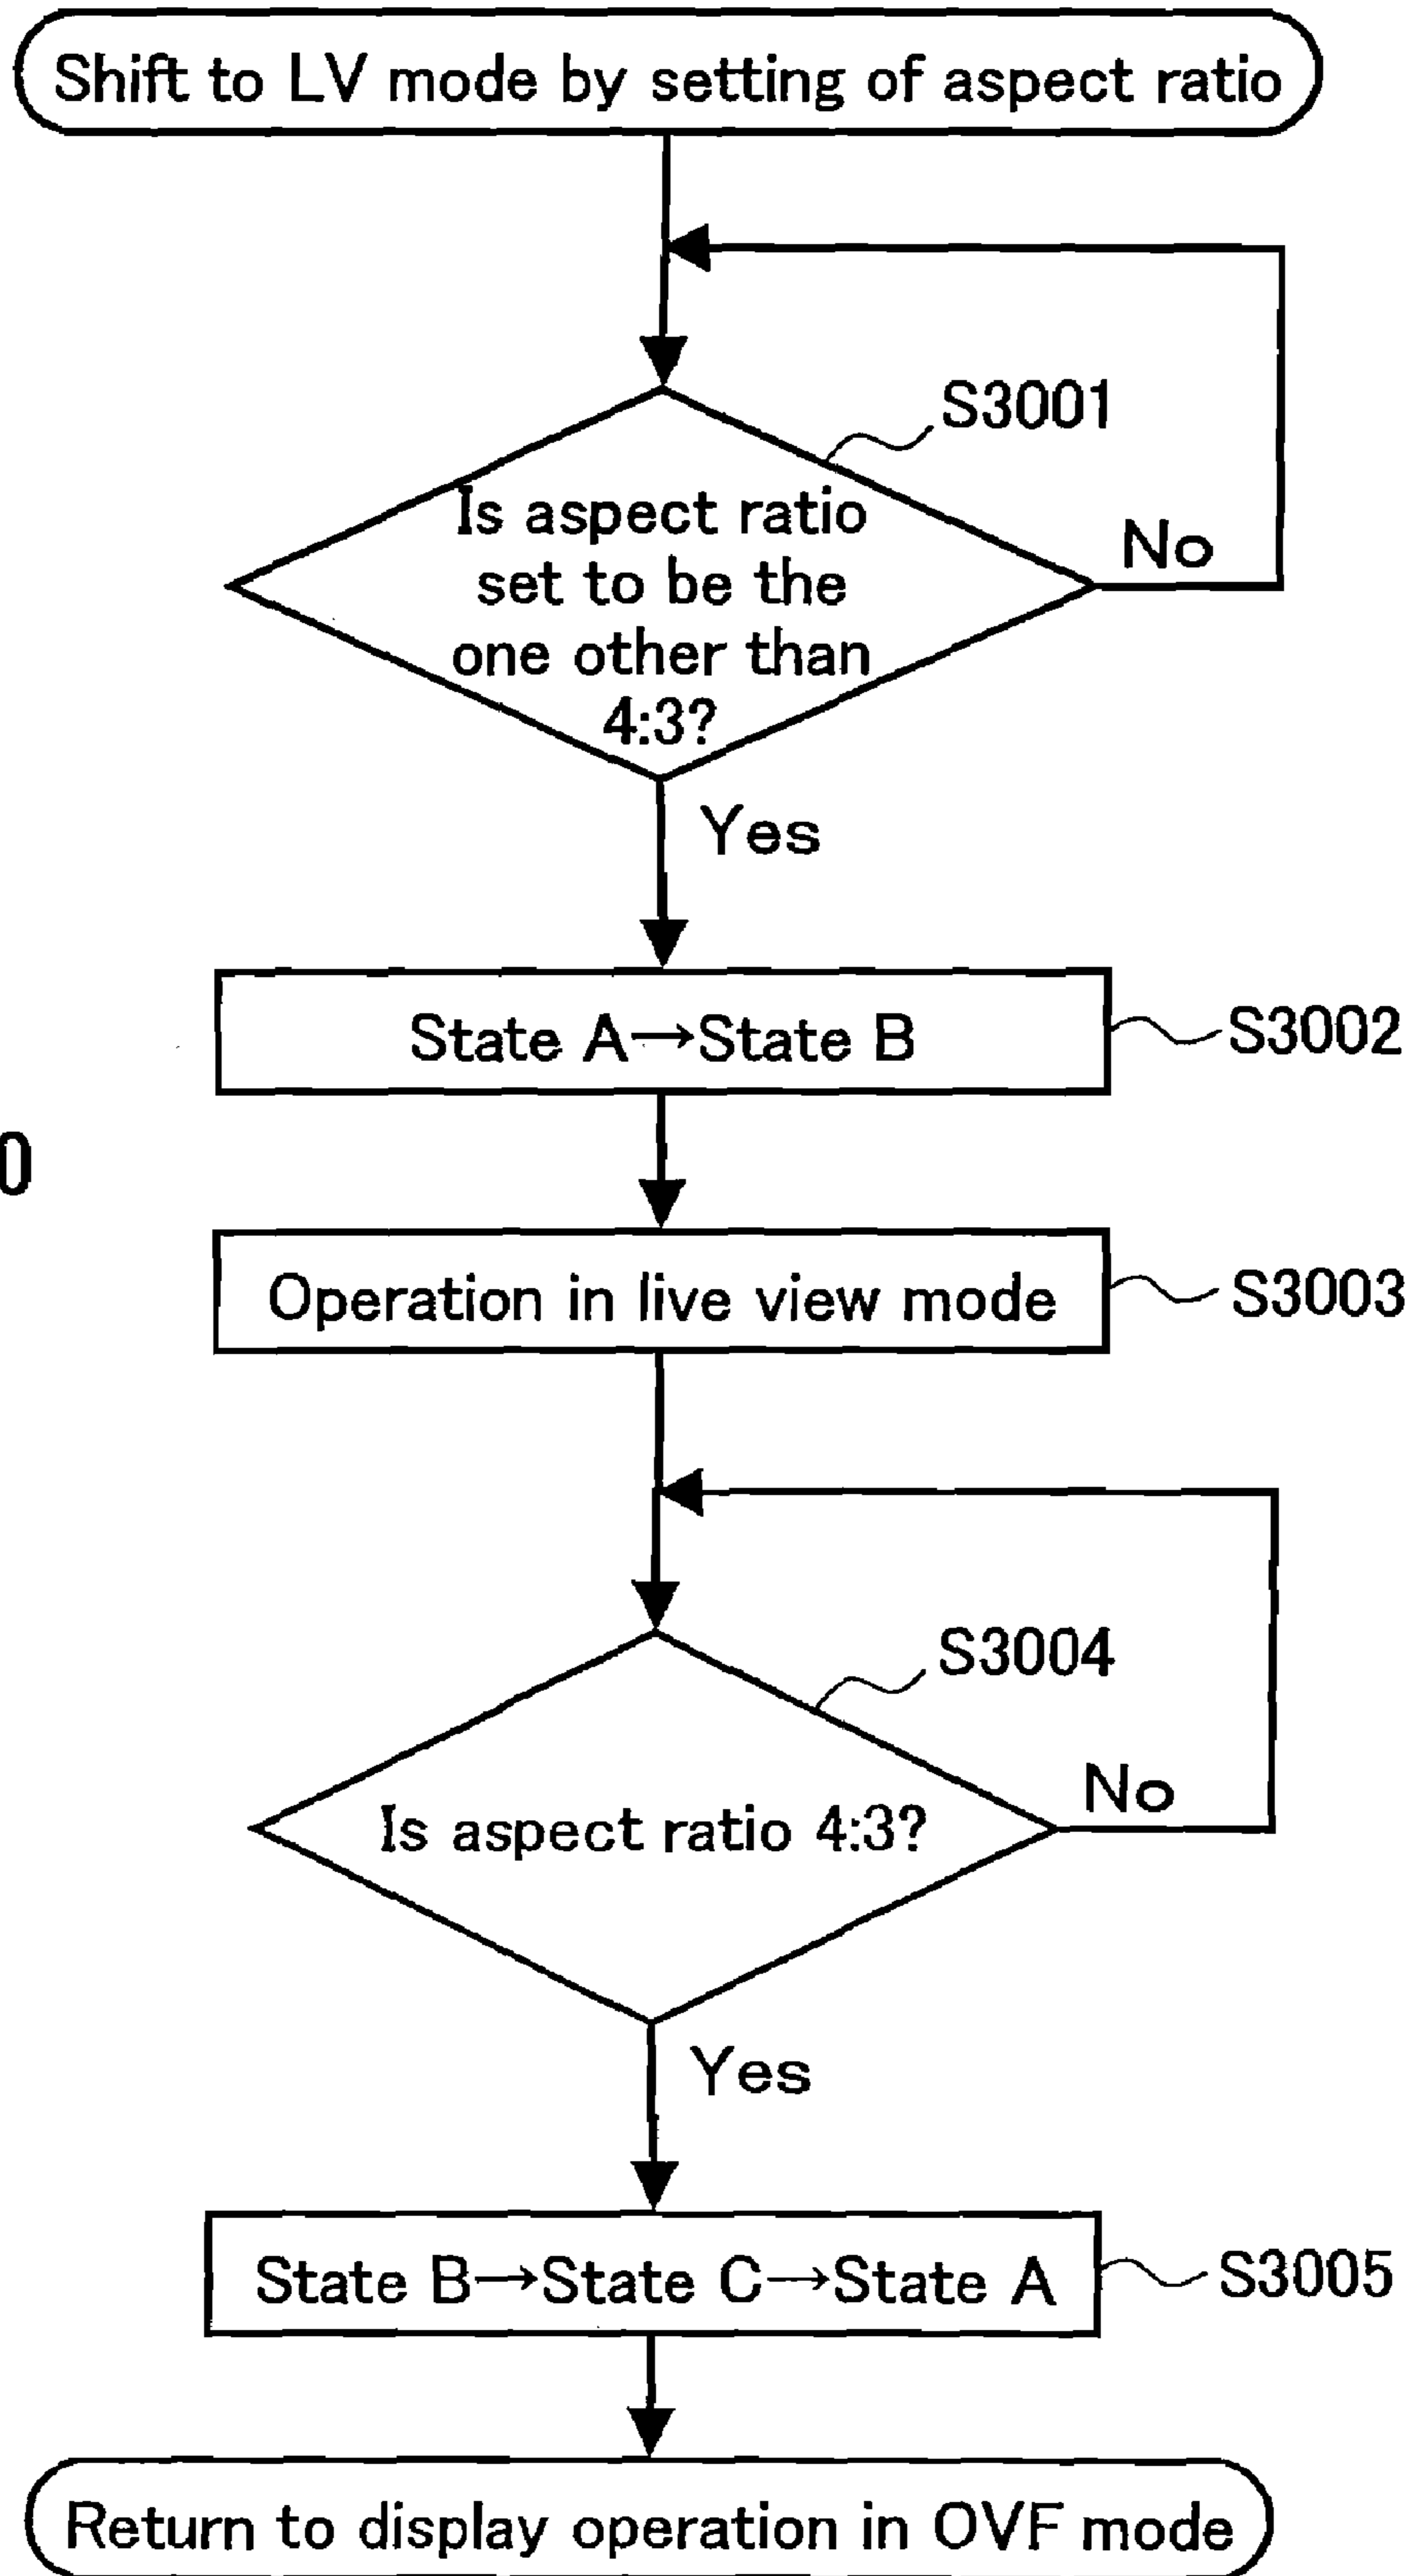 Shift to LV mode by setting of aspect ratio
S3001
Is aspect ratio
set to be the
one other than
4:3?
No
Yes
State A→State B
S3002
0
Operation in live view mode
S3003
S3004
Is aspect ratio 4:3?
No
Yes
State B→State C→State A
S3005
Return to display operation in OVF mode